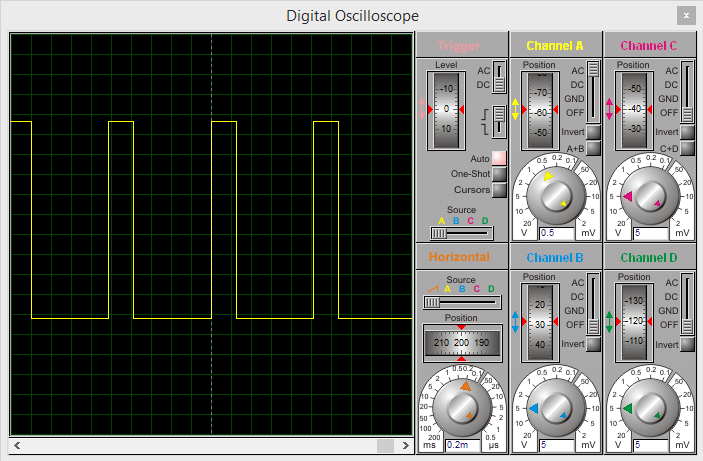 Digital Oscilloscope
x
Trigger
Level
-10
0
10
AC
DC
Auto
One-Shot
Cursors
Source
A B C D
Channel A
Position
-70
-60
-50
AC
DC
GND
OFF
Invert
A+B
20 10 5 2 1 0.5 0.2 0.1 50 20 10 5 2
V
0.5
mV
Channel C
Position
-50
-40
-30
AC
DC
GND
OFF
Invert
C+D
20 10 5 2 1 0.5 0.2 0.1 50 20 10 5 2
V
5
mV
Horizontal
Source
A B C D
Position
210 200 190
200 100 50 20 10 5 2 1 0.5 0.2 0.1 50 20 10 5 2 1 0.5
ms
0.2m
µs
Channel B
Position
10
20
30
40
AC
DC
GND
OFF
Invert
20 10 5 2 1 0.5 0.2 0.1 50 20 10 5 2
V
5
mV
Channel D
Position
-130
-120
-110
AC
DC
GND
OFF
Invert
20 10 5 2 1 0.5 0.2 0.1 50 20 10 5 2
V
5
mV